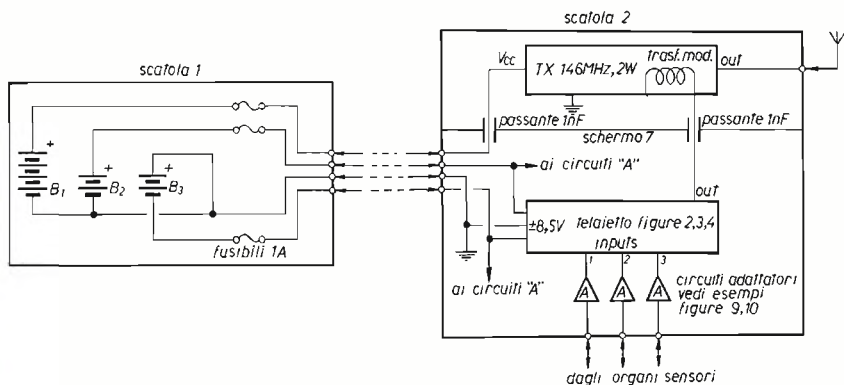 scatola 2
scatola 1
Vcc
TX 146MHz, 2W
trasf. mod.
out
passante 1nF
schermo 7
passante 1nF
ai circuiti "A"
out
±8,5V
telaietto figure 2,3,4
inputs
1
2
3
A
A
A
circuiti adattatori
vedi esempi
figure 9,10
ai circuiti "A"
dagli organi sensori
+
B1
+
B2
+
B3
fusibili 1A